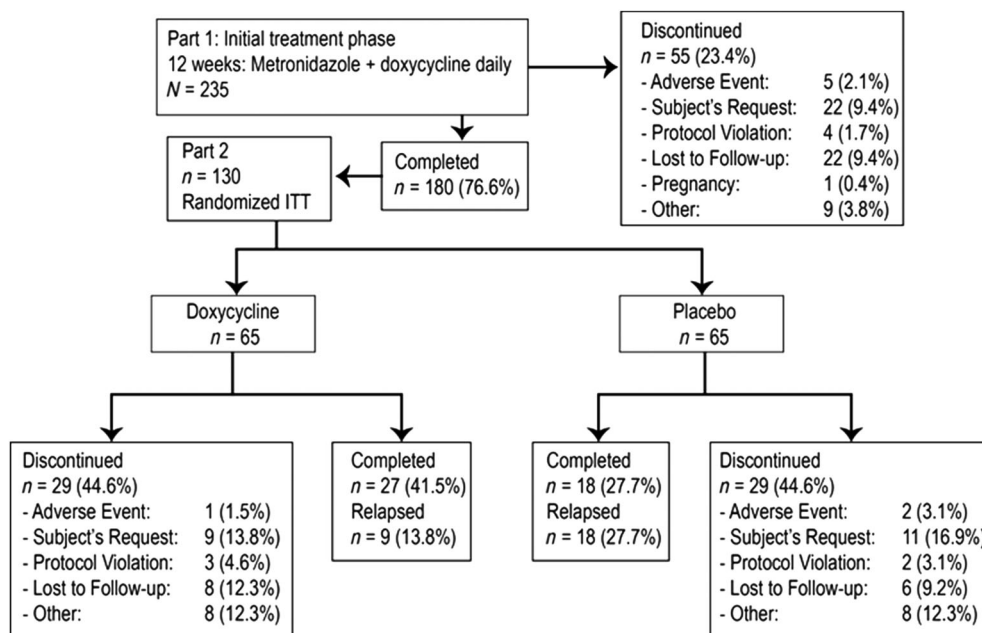 Part 1: Initial treatment phase
12 weeks: Metronidazole + doxycycline daily
N = 235
Discontinued
n = 55 (23.4%)
- Adverse Event: 5 (2.1%)
- Subject's Request: 22 (9.4%)
- Protocol Violation: 4 (1.7%)
- Lost to Follow-up: 22 (9.4%)
- Pregnancy: 1 (0.4%)
- Other: 9 (3.8%)
Completed
n = 180 (76.6%)
Part 2
n = 130
Randomized ITT
Doxycycline
n = 65
Placebo
n = 65
Discontinued
n = 29 (44.6%)
- Adverse Event: 1 (1.5%)
- Subject's Request: 9 (13.8%)
- Protocol Violation: 3 (4.6%)
- Lost to Follow-up: 8 (12.3%)
- Other: 8 (12.3%)
Completed
n = 27 (41.5%)
Relapsed
n = 9 (13.8%)
Completed
n = 18 (27.7%)
Relapsed
n = 18 (27.7%)
Discontinued
n = 29 (44.6%)
- Adverse Event: 2 (3.1%)
- Subject's Request: 11 (16.9%)
- Protocol Violation: 2 (3.1%)
- Lost to Follow-up: 6 (9.2%)
- Other: 8 (12.3%)